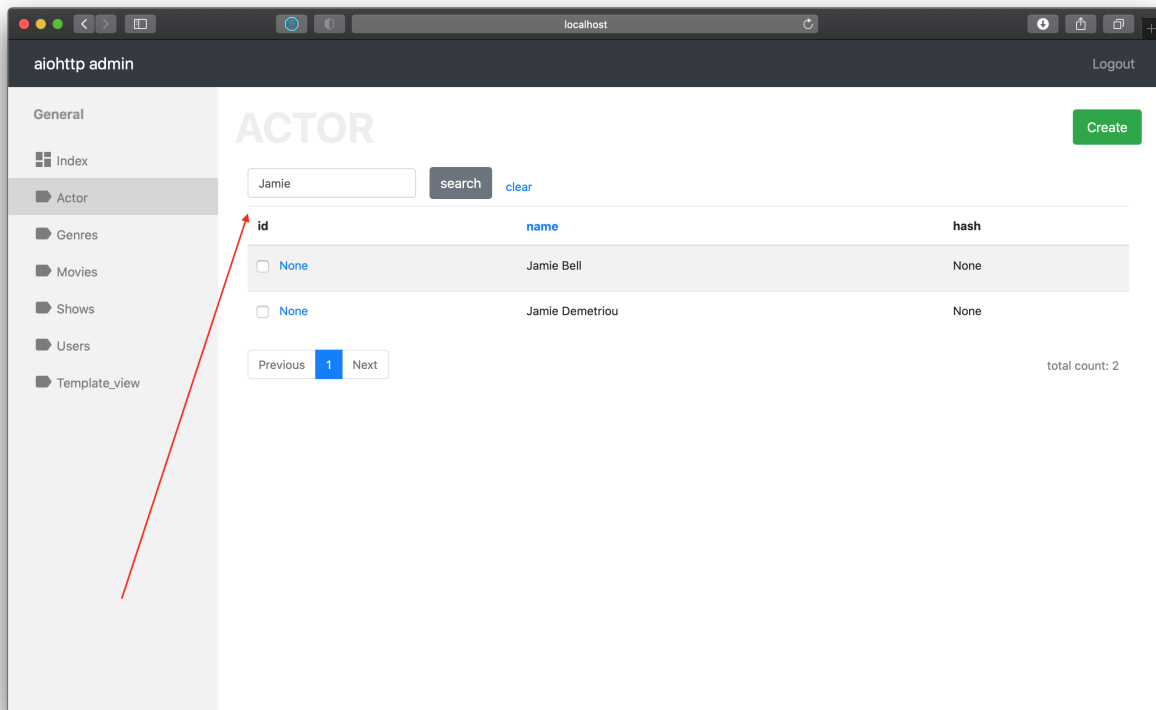 localhost
aiohttp admin
Logout
General
Index
Actor
Genres
Movies
Shows
Users
Template_view
ACTOR
Create
Jamie
search
clear
id name hash
None Jamie Bell None
None Jamie Demetriou None
Previous 1 Next
total count: 2